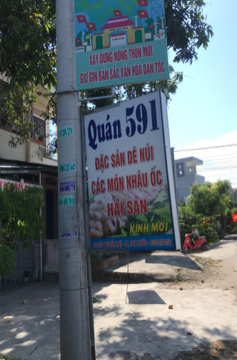 XÂY DỰNG NÔNG THÔN MỚI
GIỮ GÌN BẢN SẮC VĂN HÓA DÂN TỘC
Quán 591
ĐẶC SẢN DÊ NÚI
CÁC MÓN NHẬU ỐC
HẢI SẢN
KÍNH MỜI